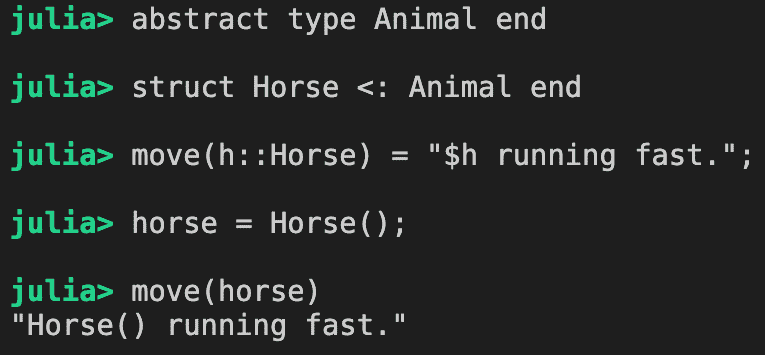 julia> abstract type Animal end
julia> struct Horse <: Animal end
julia> move(h::Horse) = "$h running fast.";
julia> horse = Horse();
julia> move(horse)
"Horse() running fast."